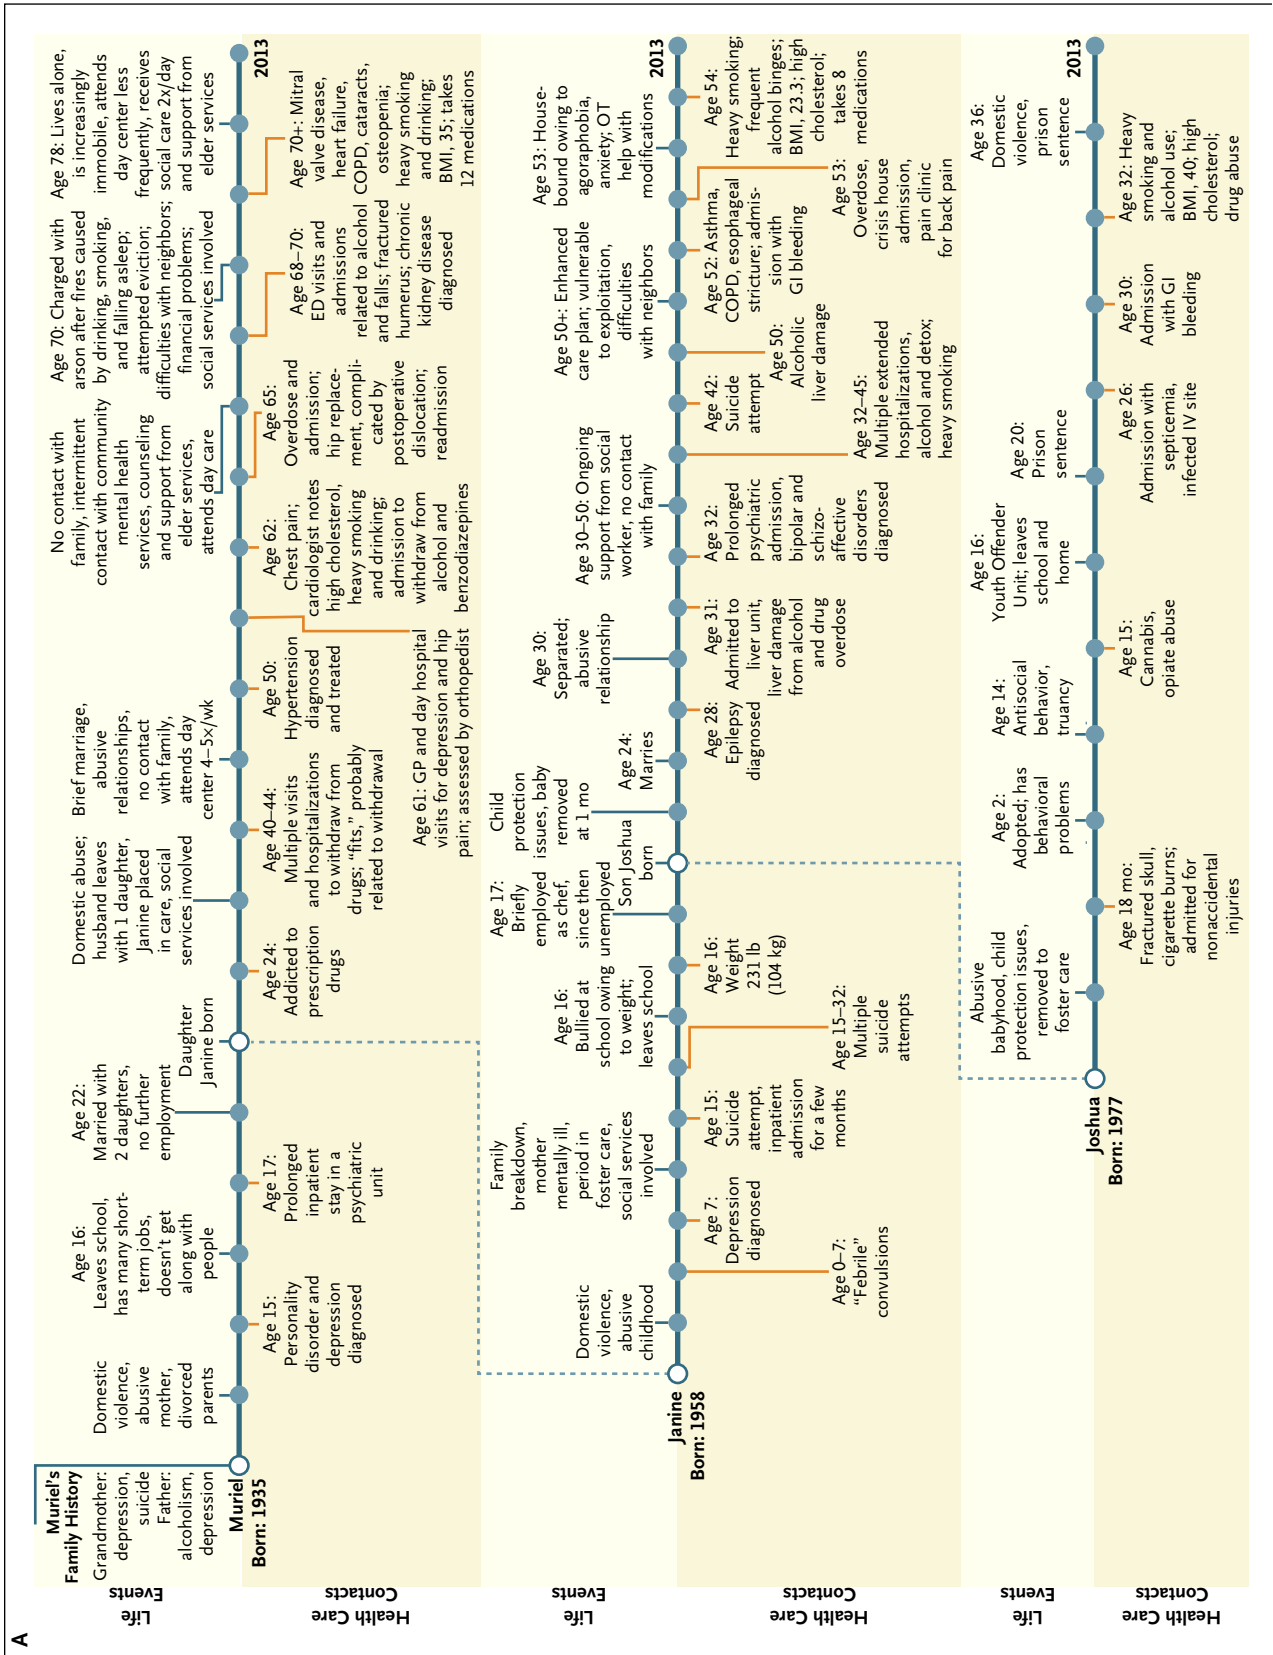 A
Life
Events
Muriel's
Family History
Grandmother:
depression,
suicide
Father:
alcoholism,
depression
Domestic
violence,
abusive
mother,
divorced
parents
Age 16:
Leaves school,
has many short-
term jobs,
doesn't get
along with
people
Age 22:
Married with
2 daughters,
no further
employment
Daughter
Janine born
Domestic abuse;
husband leaves
with 1 daughter,
Janine placed
in care, social
services involved
Brief marriage,
abusive
relationships,
no contact
with family,
attends day
center 4–5×/wk
No contact with
family, intermittent
contact with community
mental health
services, counseling
and support from
elder services,
attends day care
Age 70: Charged with
arson after fires caused
by drinking, smoking,
and falling asleep;
attempted eviction;
difficulties with neighbors;
financial problems;
social services involved
Age 78: Lives alone,
is increasingly
immobile, attends
day center less
frequently, receives
social care 2x/day
and support from
elder services
Muriel
Born: 1935
2013
Health Care
Contacts
Age 15:
Personality
disorder and
depression
diagnosed
Age 17:
Prolonged
inpatient
stay in a
psychiatric
unit
Age 24:
Addicted to
prescription
drugs
Age 40–44:
Multiple visits
and hospitalizations
to withdraw from
drugs; “fits,” probably
related to withdrawal
Age 50:
Hypertension
diagnosed
and treated
Age 61: GP and day hospital
visits for depression and hip
pain; assessed by orthopedist
Age 62:
Chest pain;
cardiologist notes
high cholesterol,
heavy smoking
and drinking;
admission to
withdraw from
alcohol and
benzodiazepines
Age 65:
Overdose and
admission;
hip replace-
ment, compli-
cated by
postoperative
dislocation;
readmission
Age 68–70:
ED visits and
admissions
related to alcohol
and falls; fractured
humerus; chronic
kidney disease
diagnosed
Age 70+: Mitral
valve disease,
heart failure,
COPD, cataracts,
osteopenia;
heavy smoking
and drinking;
BMI, 35; takes
12 medications
Life
Events
Domestic
violence,
abusive
childhood
Family
breakdown,
mother
mentally ill,
period in
foster care,
social services
involved
Age 16:
Bullied at
school owing
to weight;
leaves school
Age 17:
Briefly
employed
as chef,
since then
unemployed
Son Joshua
born
Child
protection
issues, baby
removed
at 1 mo
Age 24:
Marries
Age 30:
Separated;
abusive
relationship
Age 30–50: Ongoing
support from social
worker, no contact
with family
Age 42:
Suicide
attempt
Age 50+: Enhanced
care plan; vulnerable
to exploitation,
difficulties
with neighbors
Age 53: House-
bound owing to
agoraphobia,
anxiety; OT
help with
modifications
Janine
Born: 1958
2013
Health Care
Contacts
Age 0–7:
“Febrile”
convulsions
Age 7:
Depression
diagnosed
Age 15:
Suicide
attempt,
inpatient
admission
for a few
months
Age 15–32:
Multiple
suicide
attempts
Age 16:
Weight
231 lb
(104 kg)
Age 28:
Epilepsy
diagnosed
Age 31:
Admitted to
liver unit,
liver damage
from alcohol
and drug
overdose
Age 32:
Prolonged
psychiatric
admission,
bipolar and
schizo-
affective
disorders
diagnosed
Age 32–45:
Multiple extended
hospitalizations,
alcohol and detox;
heavy smoking
Age 50:
Alcoholic
liver damage
Age 52: Asthma,
COPD, esophageal
stricture; admis-
sion with
GI bleeding
Age 53:
Overdose,
crisis house
admission,
pain clinic
for back pain
Age 54:
Heavy smoking;
frequent
alcohol binges;
BMI, 23.3; high
cholesterol;
takes 8
medications
Life
Events
Abusive
babyhood, child
protection issues,
removed to
foster care
Age 2:
Adopted; has
behavioral
problems
Age 14:
Antisocial
behavior,
truancy
Age 16:
Youth Offender
Unit; leaves
school and
home
Age 20:
Prison
sentence
Age 36:
Domestic
violence,
prison
sentence
Joshua
Born: 1977
2013
Health Care
Contacts
Age 18 mo:
Fractured skull,
cigarette burns;
admitted for
nonaccidental
injuries
Age 15:
Cannabis,
opiate abuse
Age 26:
Admission with
septicemia,
infected IV site
Age 30:
Admission
with GI
bleeding
Age 32: Heavy
smoking and
alcohol use;
BMI, 40; high
cholesterol;
drug abuse